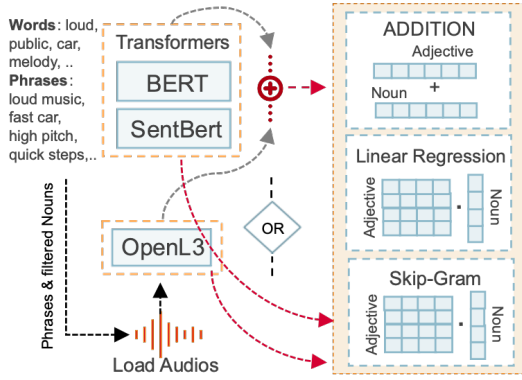 Words: loud,
public, car,
melody, ..
Phrases:
loud music,
fast car,
high pitch,
quick steps,..
Transformers
BERT
SentBert
OpenL3
OR
Phrases & filtered Nouns
Load Audios
ADDITION
Adjective
+
Noun
Linear Regression
Adjective
Noun
Skip-Gram
Adjective
Noun